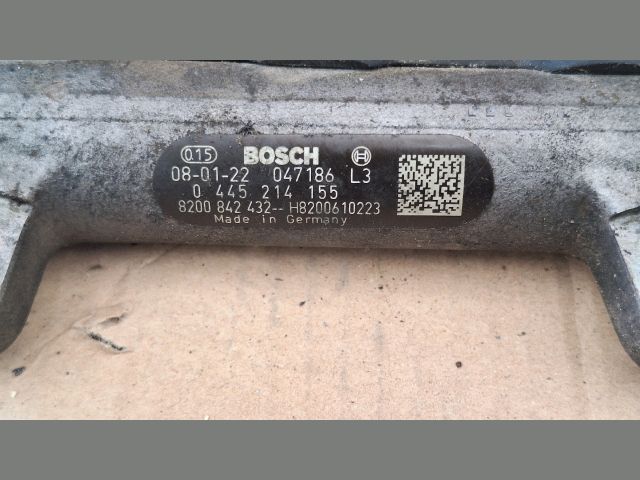 015 BOSCH
08-01-22 047186 L3
0 445 214 155
8200 842 432-- H8200610223
Made in Germany